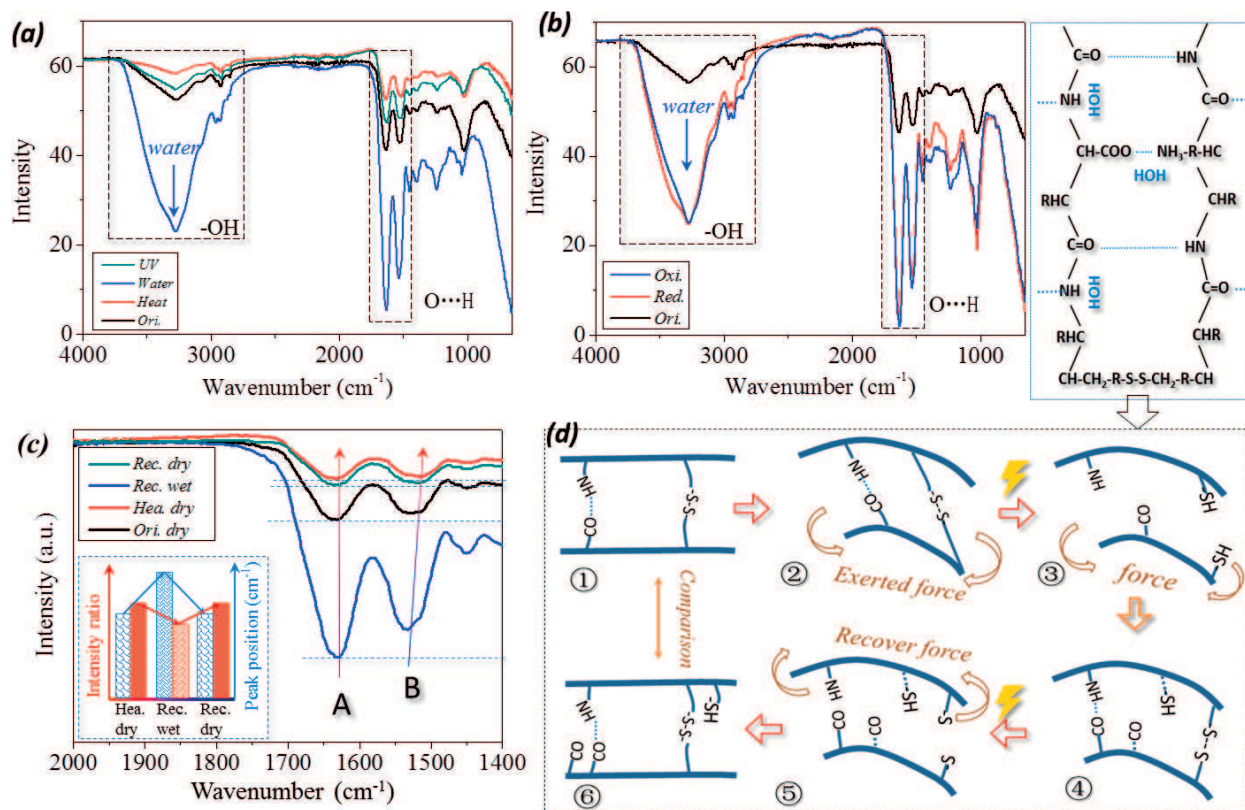 (a)
60
40
20
0
Intensity
water
-OH
O···H
UV
Water
Heat
Ori.
4000
3000
2000
1000
Wavenumber (cm-1)
(b)
60
40
20
0
Intensity
water
-OH
O···H
Oxi.
Red.
Ori.
4000
3000
2000
1000
Wavenumber (cm-1)
C=O
HN
NH
HOH
C=O
CH-COO
NH3-R-HC
HOH
RHC
CHR
C=O
HN
NH
HOH
C=O
RHC
CHR
CH-CH2-R-S-S-CH2-R-CH
(c)
Intensity (a.u.)
Rec. dry
Rec. wet
Hea. dry
Ori. dry
Intensity ratio
Peak position (cm-1)
Hea. dry
Rec. wet
Rec. dry
A
B
2000
1900
1800
1700
1600
1500
1400
Wavenumber (cm-1)
(d)
NH
CO
-S-S-
①
NH
CO
-S-S
②
Exerted force
NH
CO
SH
SH
③
force
Comparison
Recover force
NH
-SH
CO
CO
S
S
⑤
NH
-SH
CO
CO
S--S
④
NH
CO
CO
-S-S-
-SH
⑥